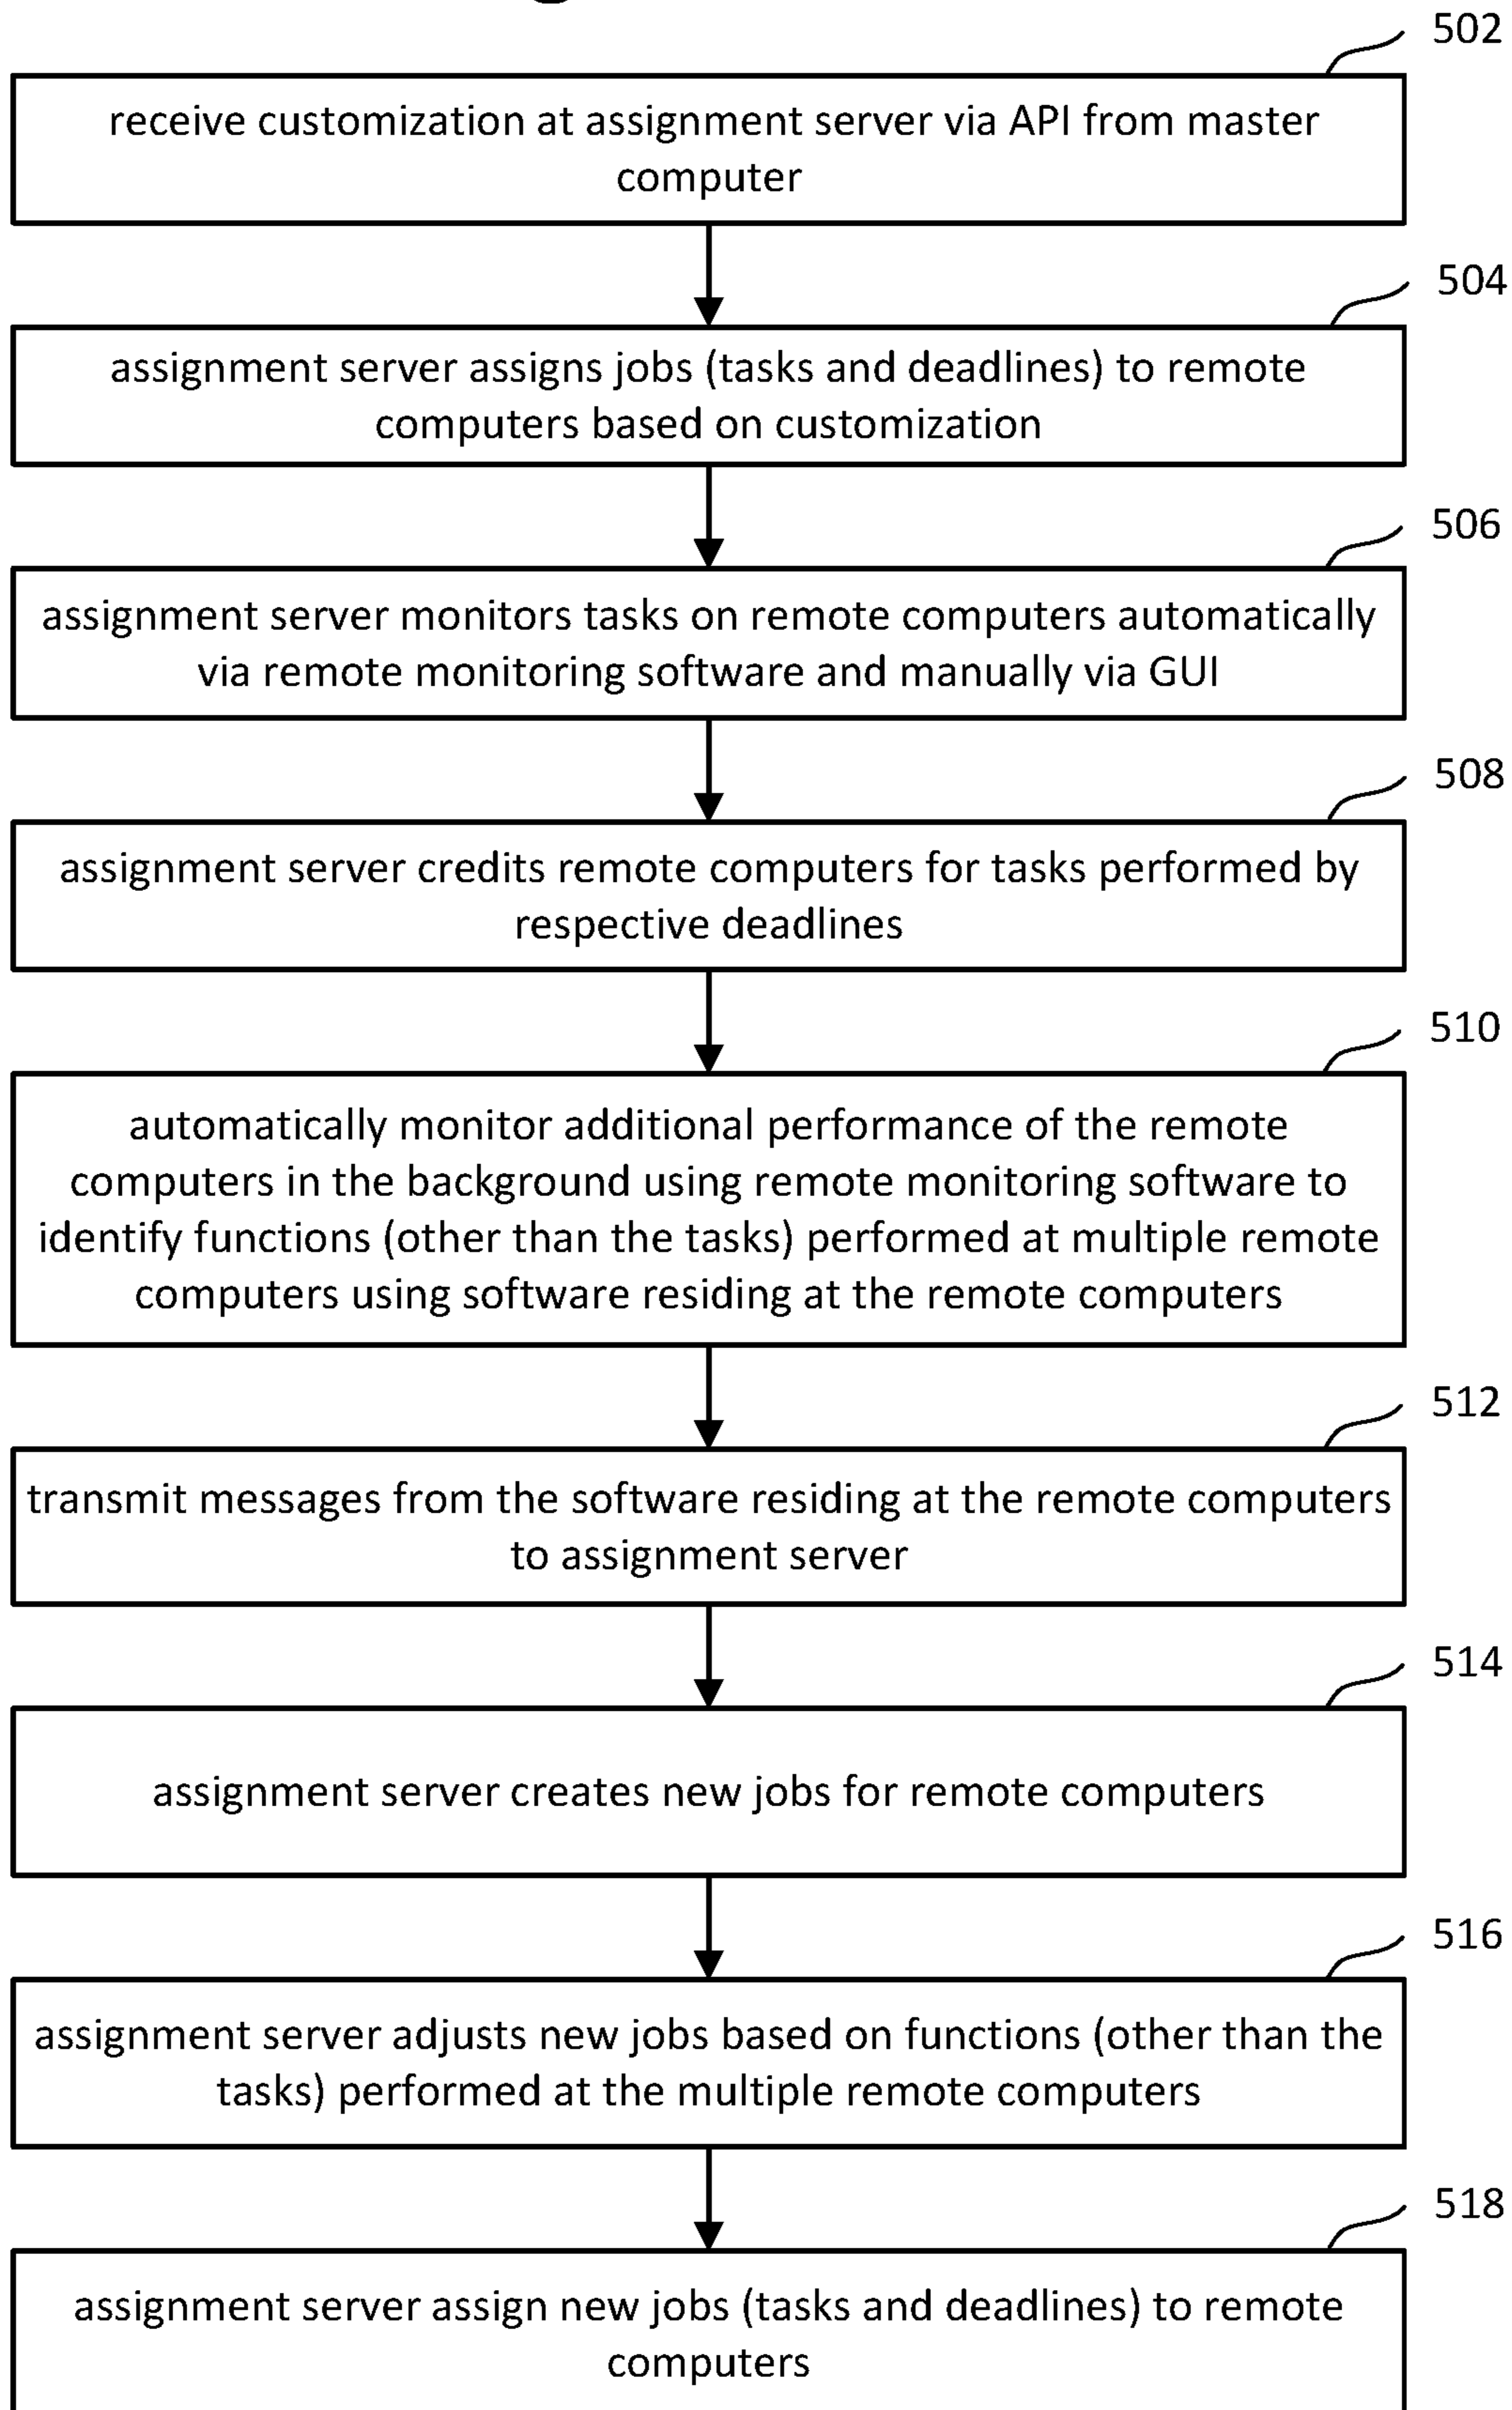 502
receive customization at assignment server via API from master
computer
504
assignment server assigns jobs (tasks and deadlines) to remote
computers based on customization
506
assignment server monitors tasks on remote computers automatically
via remote monitoring software and manually via GUI
508
assignment server credits remote computers for tasks performed by
respective deadlines
510
automatically monitor additional performance of the remote
computers in the background using remote monitoring software to
identify functions (other than the tasks) performed at multiple remote
computers using software residing at the remote computers
512
transmit messages from the software residing at the remote computers
to assignment server
514
assignment server creates new jobs for remote computers
516
assignment server adjusts new jobs based on functions (other than the
tasks) performed at the multiple remote computers
518
assignment server assign new jobs (tasks and deadlines) to remote
computers